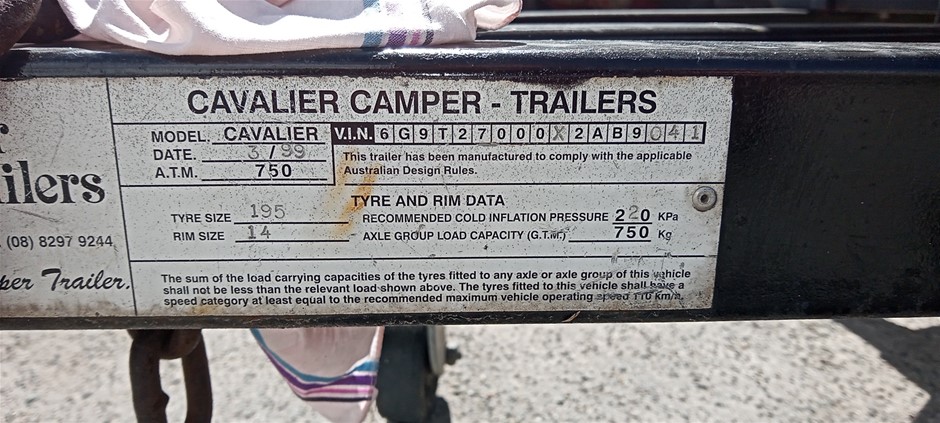 CAVALIER CAMPER - TRAILERS
MODEL. CAVALIER V.I.N. 6G9T27000X2AB9041
DATE. 3/99
A.T.M. 750
This trailer has been manufactured to comply with the applicable
Australian Design Rules.
TYRE AND RIM DATA
TYRE SIZE 195 RECOMMENDED COLD INFLATION PRESSURE 220 KPa
RIM SIZE 14 AXLE GROUP LOAD CAPACITY (G.T.M.) 750 Kg
The sum of the load carrying capacities of the tyres fitted to any axle or axle group of this vehicle
shall not be less than the relevant load shown above. The tyres fitted to this vehicle shall have a
speed category at least equal to the recommended maximum vehicle operating speed 110 km/h.
ilers
(08) 8297 9244
per Trailer.